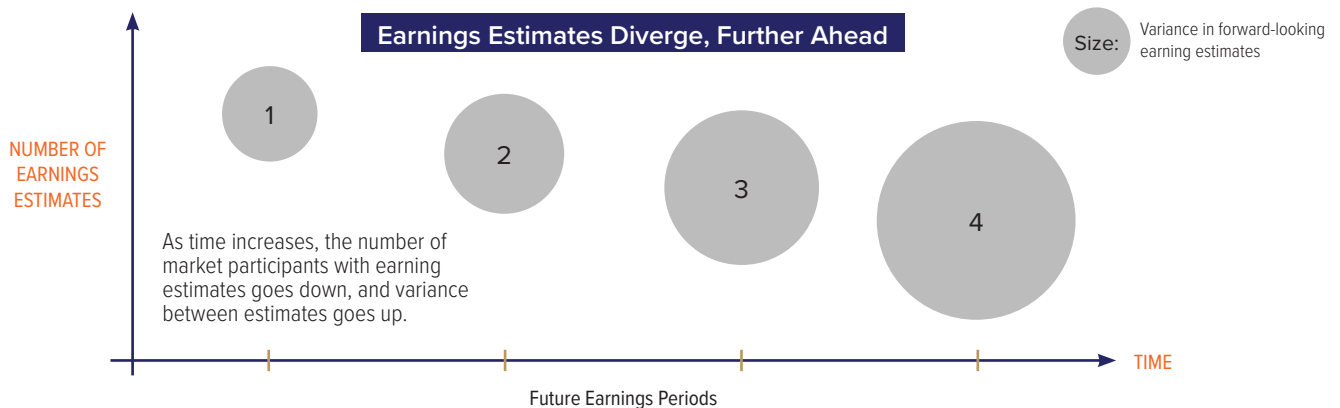 Earnings Estimates Diverge, Further Ahead
Size:
Variance in forward-looking
earning estimates
NUMBER OF
EARNINGS
ESTIMATES
1
2
3
4
As time increases, the number of
market participants with earning
estimates goes down, and variance
between estimates goes up.
TIME
Future Earnings Periods